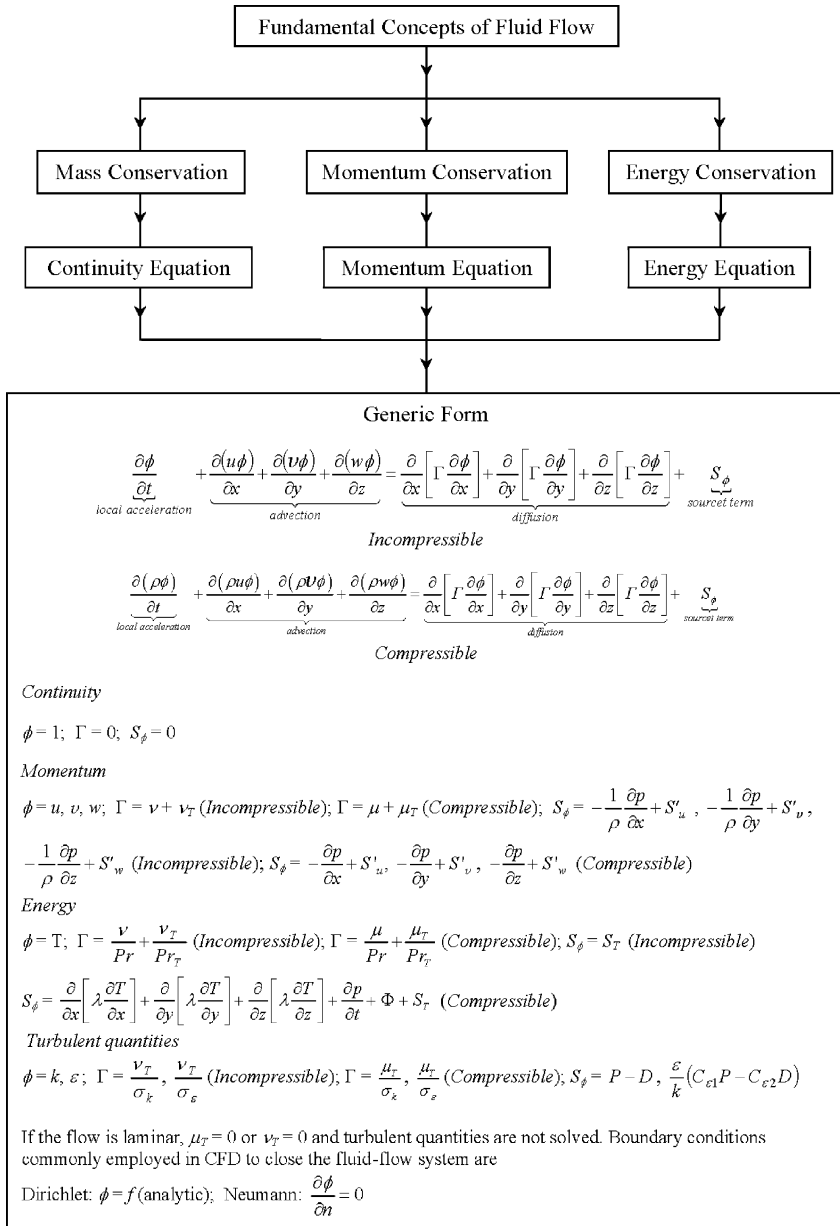 Fundamental Concepts of Fluid Flow
Mass Conservation
Momentum Conservation
Energy Conservation
Continuity Equation
Momentum Equation
Energy Equation
Generic Form
∂ϕ/∂t + ∂(uϕ)/∂x + ∂(υϕ)/∂y + ∂(wϕ)/∂z = ∂/∂x[Γ ∂ϕ/∂x] + ∂/∂y[Γ ∂ϕ/∂y] + ∂/∂z[Γ ∂ϕ/∂z] + S_ϕ
local acceleration advection diffusion sourcet term
Incompressible
∂(ρϕ)/∂t + ∂(ρuϕ)/∂x + ∂(ρυϕ)/∂y + ∂(ρwϕ)/∂z = ∂/∂x[Γ ∂ϕ/∂x] + ∂/∂y[Γ ∂ϕ/∂y] + ∂/∂z[Γ ∂ϕ/∂z] + S_ϕ
local acceleration advection diffusion sourcet term
Compressible
Continuity
ϕ = 1; Γ = 0; S_ϕ = 0
Momentum
ϕ = u, υ, w; Γ = ν + ν_T (Incompressible); Γ = μ + μ_T (Compressible); S_ϕ = −1/ρ ∂p/∂x + S'_u , −1/ρ ∂p/∂y + S'_υ ,
−1/ρ ∂p/∂z + S'_w (Incompressible); S_ϕ = −∂p/∂x + S'_u, −∂p/∂y + S'_υ , −∂p/∂z + S'_w (Compressible)
Energy
ϕ = T; Γ = ν/Pr + ν_T/Pr_T (Incompressible); Γ = μ/Pr + μ_T/Pr_T (Compressible); S_ϕ = S_T (Incompressible)
S_ϕ = ∂/∂x[λ ∂T/∂x] + ∂/∂y[λ ∂T/∂y] + ∂/∂z[λ ∂T/∂z] + ∂p/∂t + Φ + S_T (Compressible)
Turbulent quantities
ϕ = k, ε; Γ = ν_T/σ_k , ν_T/σ_ε (Incompressible); Γ = μ_T/σ_k , μ_T/σ_ε (Compressible); S_ϕ = P − D , ε/k (C_ε1 P − C_ε2 D)
If the flow is laminar, μ_T = 0 or ν_T = 0 and turbulent quantities are not solved. Boundary conditions
commonly employed in CFD to close the fluid-flow system are
Dirichlet: ϕ = f (analytic); Neumann: ∂ϕ/∂n = 0